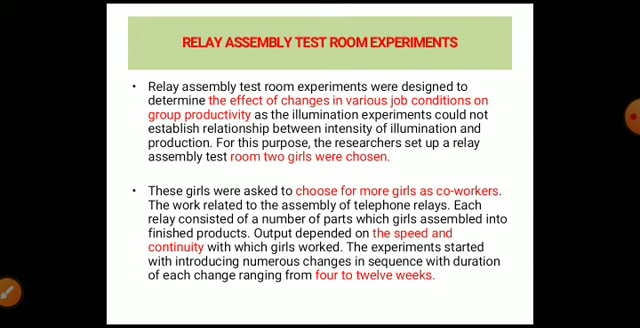 RELAY ASSEMBLY TEST ROOM EXPERIMENTS
• Relay assembly test room experiments were designed to
determine the effect of changes in various job conditions on
group productivity as the illumination experiments could not
establish relationship between intensity of illumination and
production. For this purpose, the researchers set up a relay
assembly test room two girls were chosen.
• These girls were asked to choose for more girls as co-workers.
The work related to the assembly of telephone relays. Each
relay consisted of a number of parts which girls assembled into
finished products. Output depended on the speed and
continuity with which girls worked. The experiments started
with introducing numerous changes in sequence with duration
of each change ranging from four to twelve weeks.